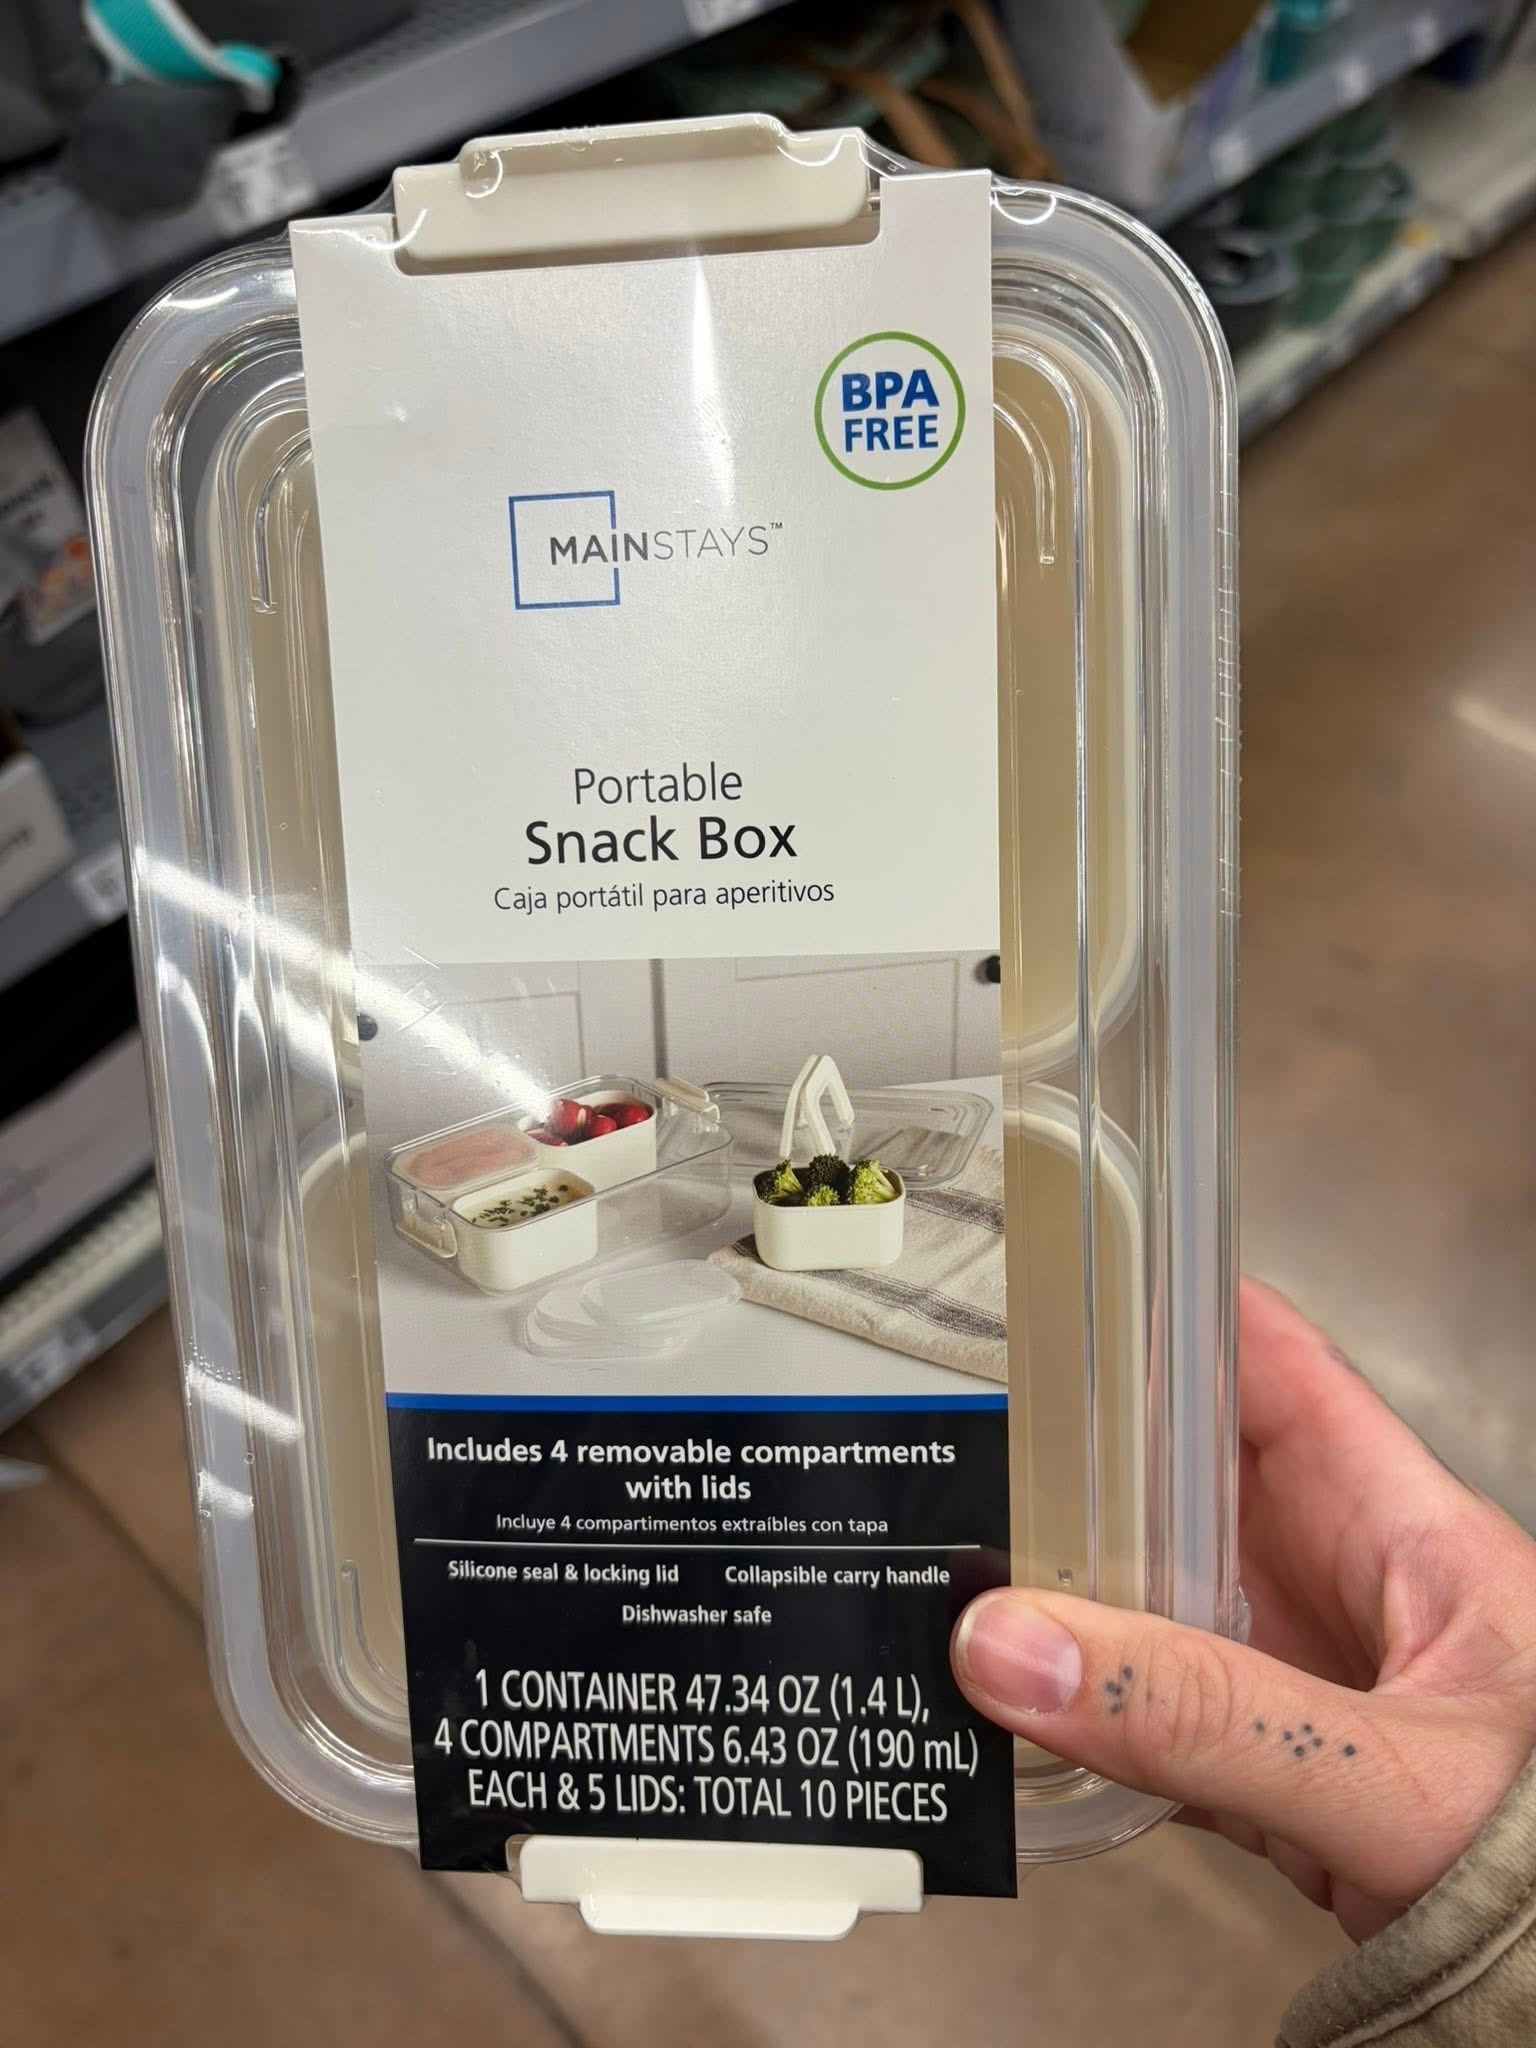 BPA
FREE
MAINSTAYS™
Portable
Snack Box
Caja portátil para aperitivos
Includes 4 removable compartments
with lids
Incluye 4 compartimentos extraíbles con tapa
Silicone seal & locking lid Collapsible carry handle
Dishwasher safe
1 CONTAINER 47.34 OZ (1.4 L),
4 COMPARTMENTS 6.43 OZ (190 mL)
EACH & 5 LIDS: TOTAL 10 PIECES